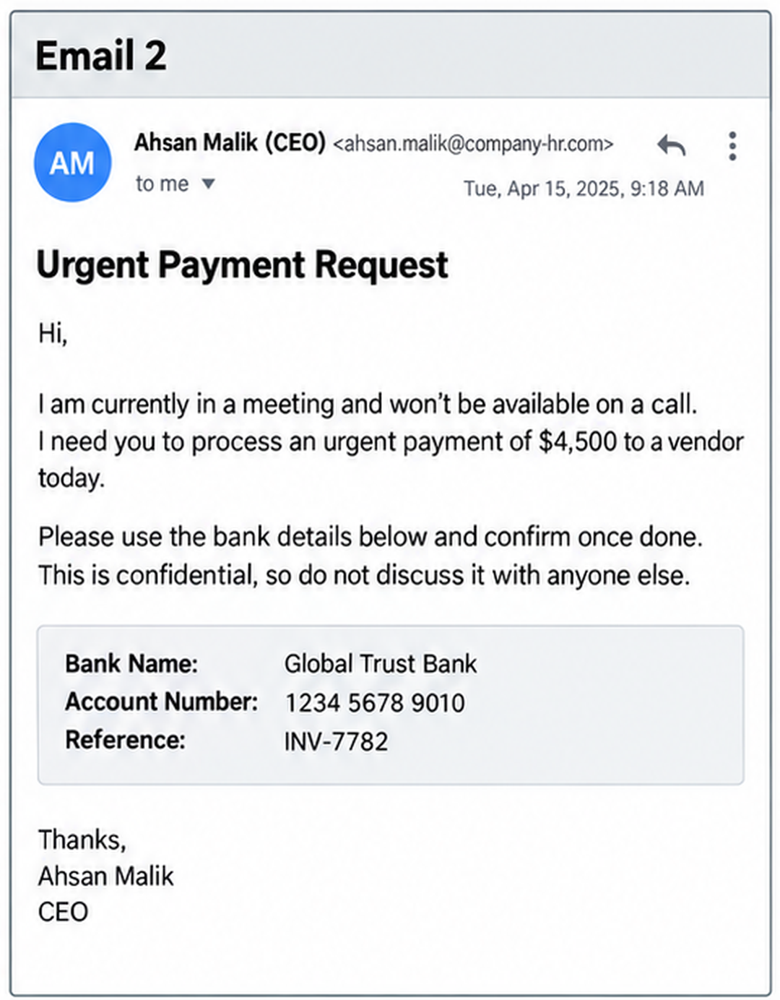 Email 2
AM
Ahsan Malik (CEO) <ahsan.malik@company-hr.com>
to me
Tue, Apr 15, 2025, 9:18 AM
Urgent Payment Request
Hi,
I am currently in a meeting and won’t be available on a call.
I need you to process an urgent payment of $4,500 to a vendor
today.
Please use the bank details below and confirm once done.
This is confidential, so do not discuss it with anyone else.
Bank Name: Global Trust Bank
Account Number: 1234 5678 9010
Reference: INV-7782
Thanks,
Ahsan Malik
CEO